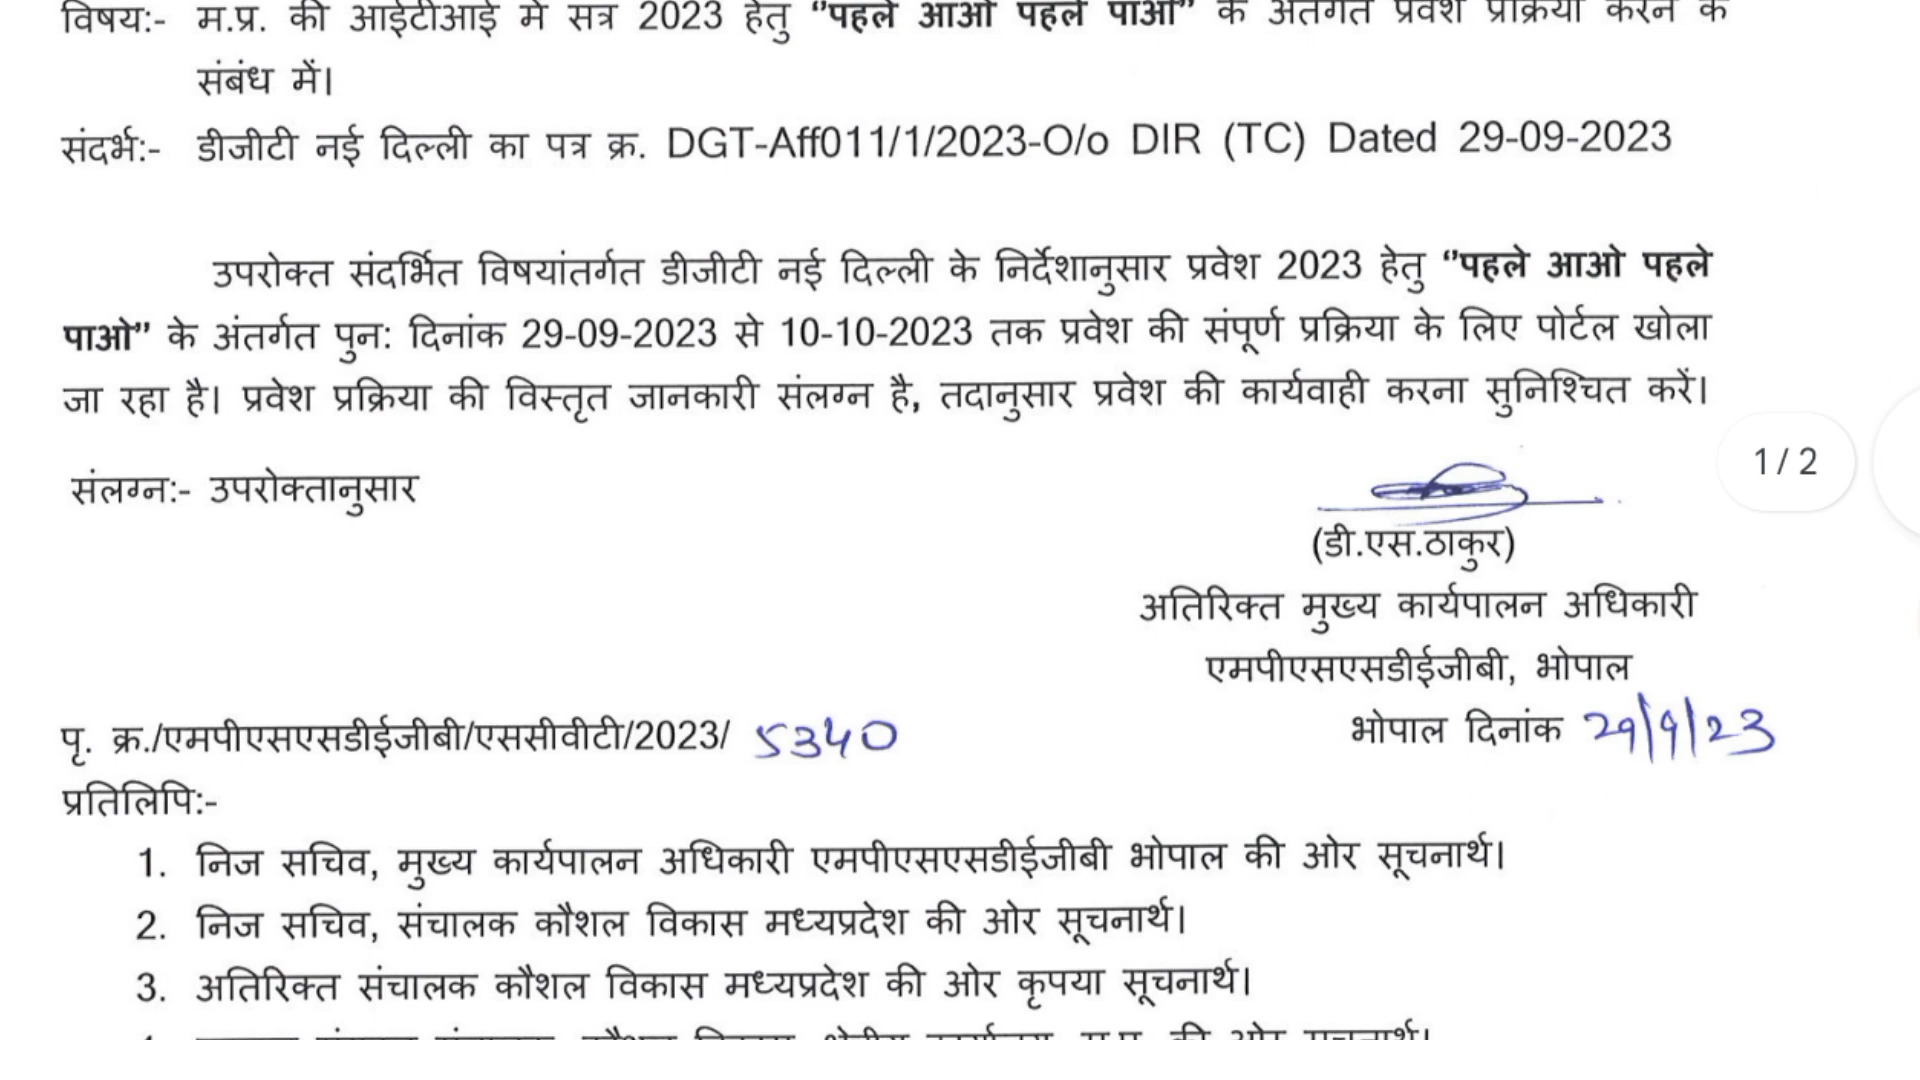 विषय:- म.प्र. की आईटीआई में सत्र 2023 हेतु "पहले आओ पहले पाओ" के अंतर्गत प्रवेश प्रक्रिया करने के
संबंध में।
संदर्भ:- डीजीटी नई दिल्ली का पत्र क्र. DGT-Aff011/1/2023-O/o DIR (TC) Dated 29-09-2023
उपरोक्त संदर्भित विषयांतर्गत डीजीटी नई दिल्ली के निर्देशानुसार प्रवेश 2023 हेतु "पहले आओ पहले
पाओ" के अंतर्गत पुन: दिनांक 29-09-2023 से 10-10-2023 तक प्रवेश की संपूर्ण प्रक्रिया के लिए पोर्टल खोला
जा रहा है। प्रवेश प्रक्रिया की विस्तृत जानकारी संलग्न है, तदानुसार प्रवेश की कार्यवाही करना सुनिश्चित करें।
1 / 2
संलग्न:- उपरोक्तानुसार
(डी.एस.ठाकुर)
अतिरिक्त मुख्य कार्यपालन अधिकारी
एमपीएसएसडीईजीबी, भोपाल
पृ. क्र./एमपीएसएसडीईजीबी/एससीवीटी/2023/ 5340
भोपाल दिनांक 29/9/23
प्रतिलिपि:-
1. निज सचिव, मुख्य कार्यपालन अधिकारी एमपीएसएसडीईजीबी भोपाल की ओर सूचनार्थ।
2. निज सचिव, संचालक कौशल विकास मध्यप्रदेश की ओर सूचनार्थ।
3. अतिरिक्त संचालक कौशल विकास मध्यप्रदेश की ओर कृपया सूचनार्थ।
कौशल विकास, क्षेत्रीय कार्यालय, म.प्र. की ओर सूचनार्थ।